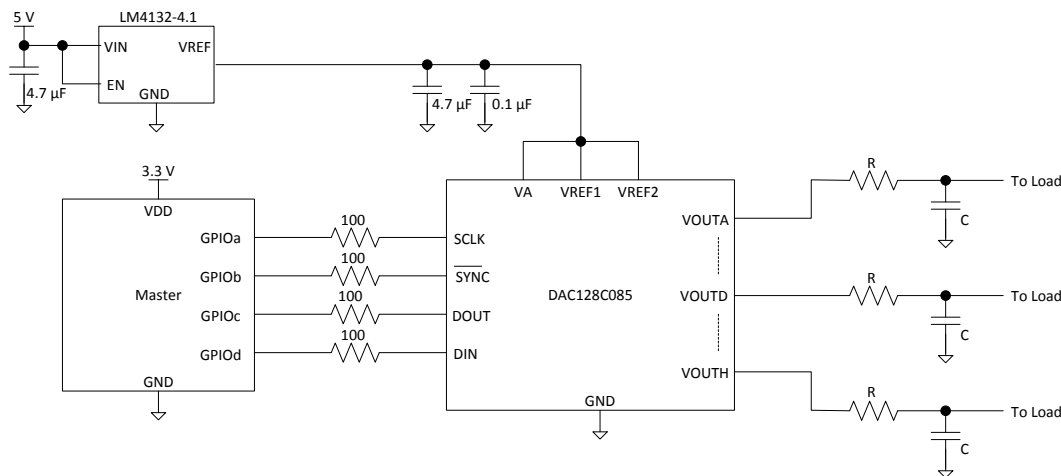 5 V
LM4132-4.1
VIN
VREF
EN
GND
4.7 µF
4.7 µF
0.1 µF
3.3 V
VDD
VA
VREF1
VREF2
R
To Load
C
GPIOa
100
SCLK
VOUTA
GPIOb
100
SYNC
Master
DAC128C085
VOUTD
R
To Load
C
GPIOc
100
DOUT
GPIOd
100
DIN
VOUTH
GND
GND
R
To Load
C